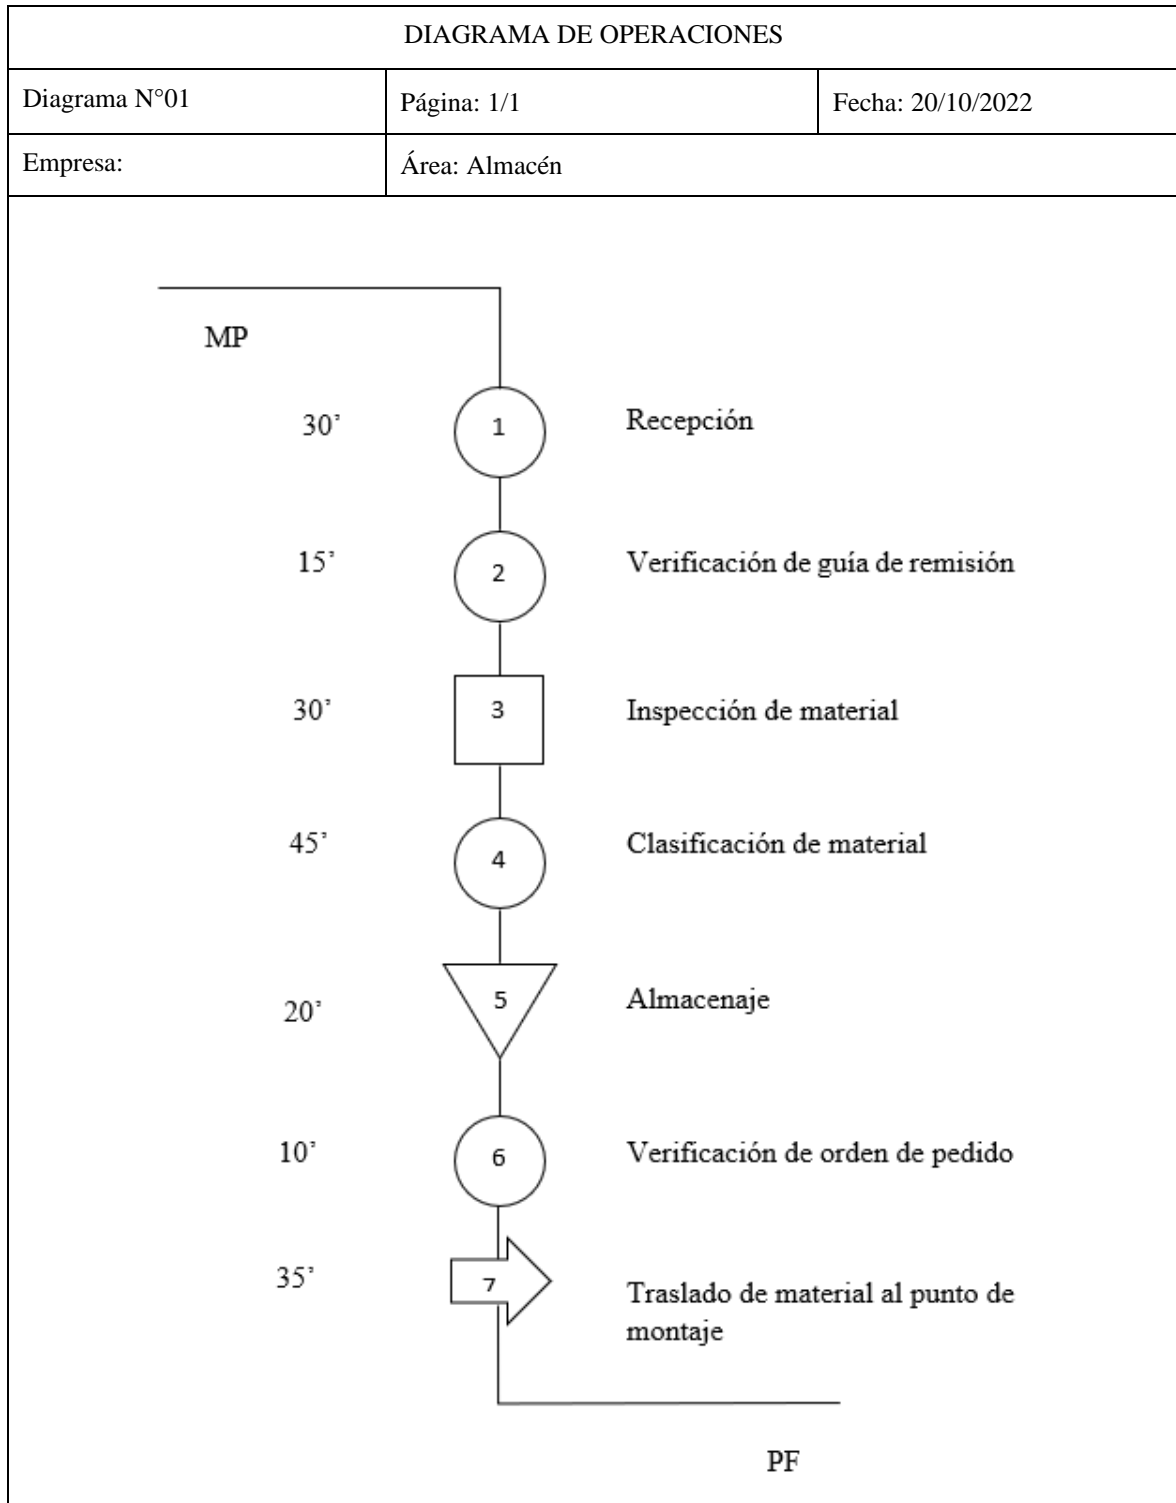 DIAGRAMA DE OPERACIONES
Diagrama N°01
Página: 1/1
Fecha: 20/10/2022
Empresa:
Área: Almacén
MP
30’
1
Recepción
15’
2
Verificación de guía de remisión
30’
3
Inspección de material
45’
4
Clasificación de material
20’
5
Almacenaje
10’
6
Verificación de orden de pedido
35’
7
Traslado de material al punto de
montaje
PF